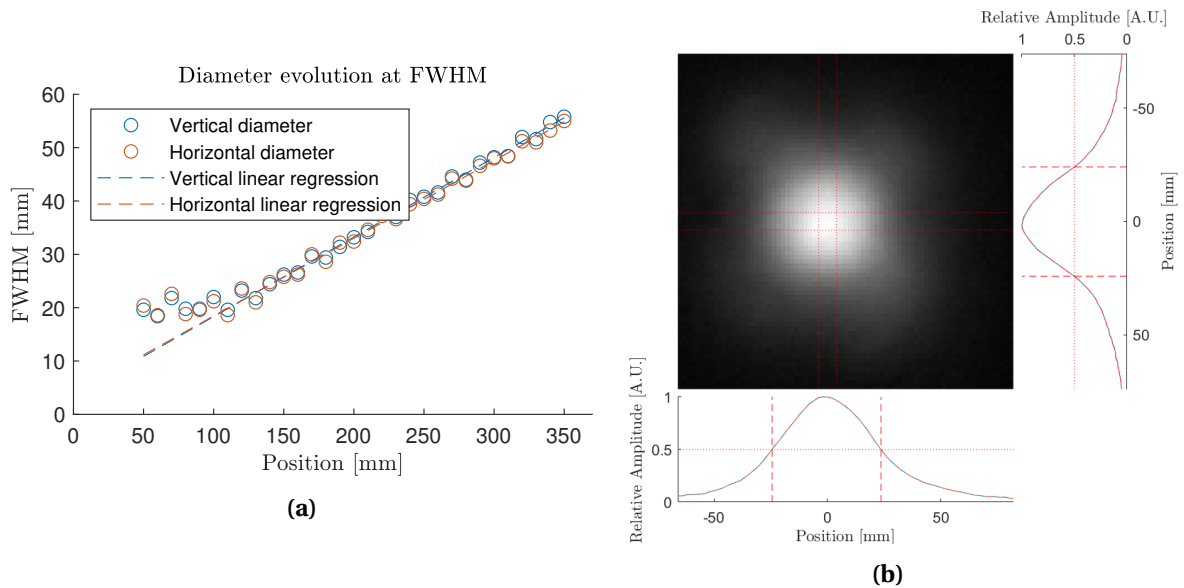 Diameter evolution at FWHM
FWHM [mm]
60
50
40
30
20
10
0
Vertical diameter
Horizontal diameter
Vertical linear regression
Horizontal linear regression
0
50
100
150
200
250
300
350
Position [mm]
(a)
Relative Amplitude [A.U.]
1
0.5
0
-50
0
50
Position [mm]
Relative Amplitude [A.U.]
1
0.5
0
-50
0
50
Position [mm]
(b)